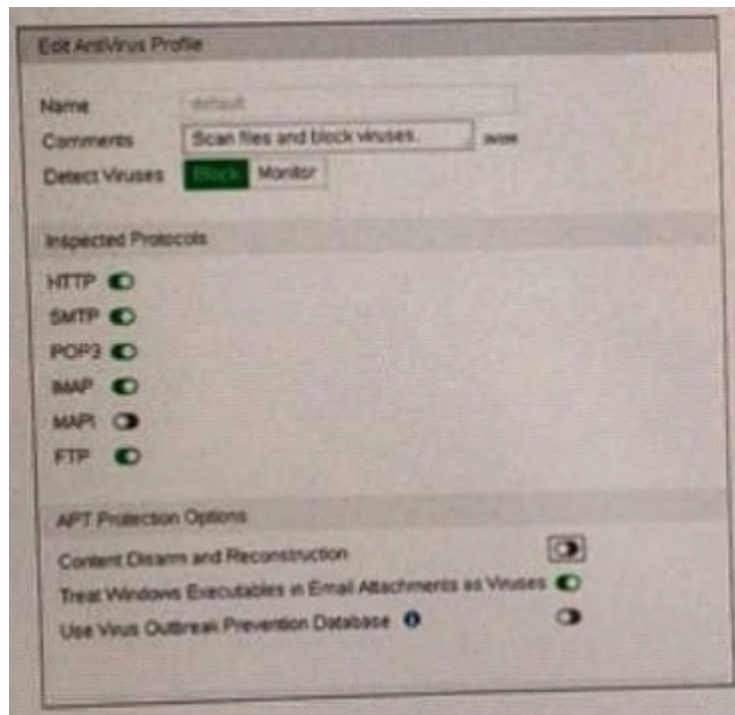 Edit AntiVirus Profile
Name default
Comments Scan files and block viruses.
Detect Viruses Block Monitor
Inspected Protocols
HTTP
SMTP
POP3
IMAP
MAPI
FTP
APT Protection Options
Content Disarm and Reconstruction
Treat Windows Executables in Email Attachments as Viruses
Use Virus Outbreak Prevention Database